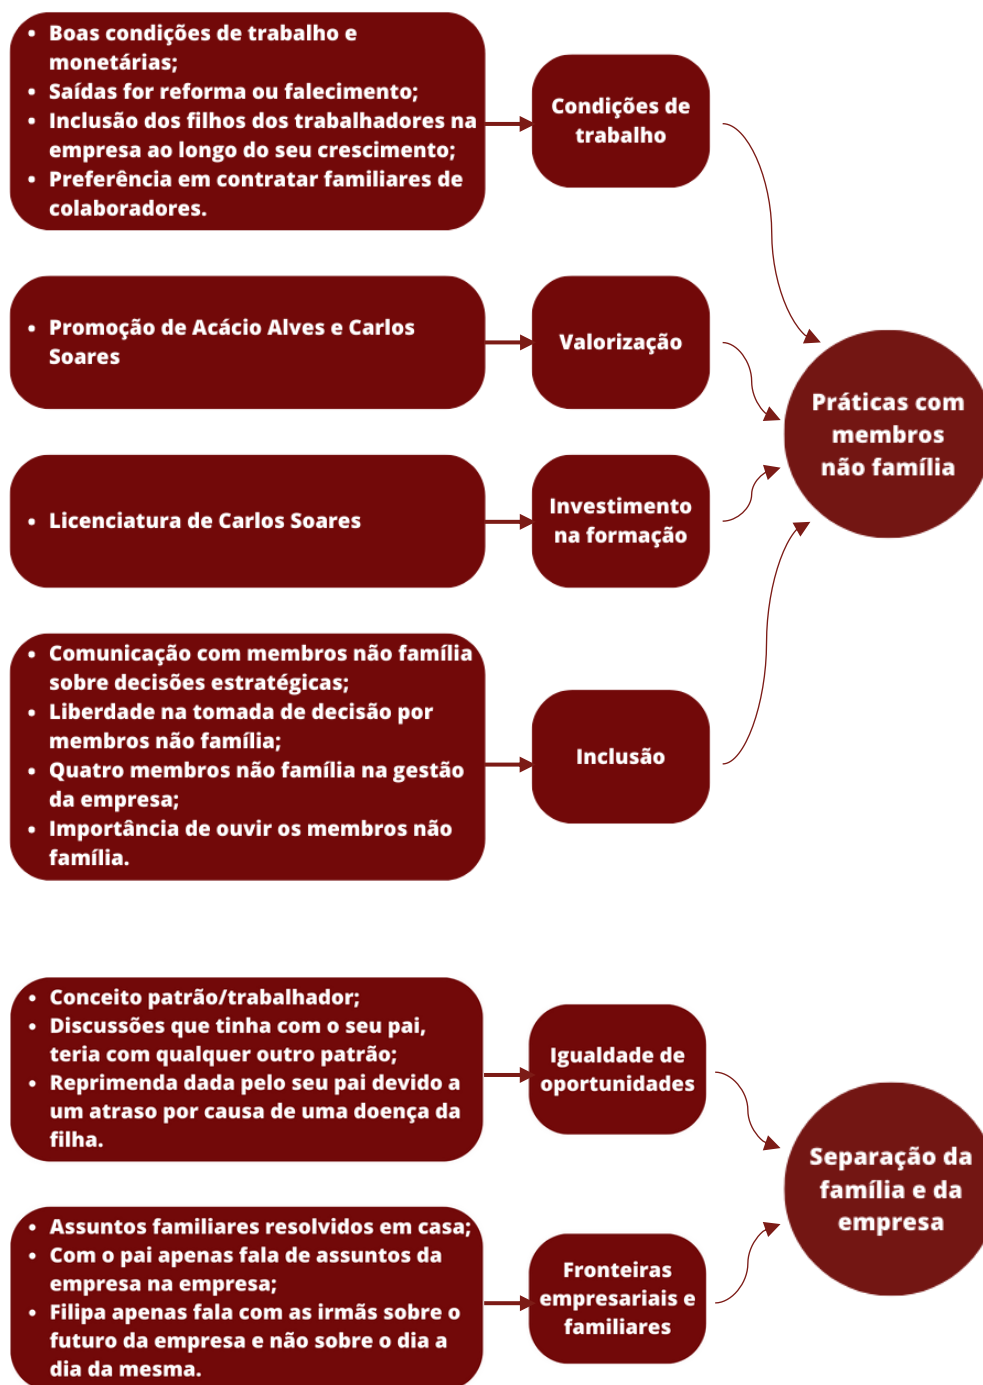 • Boas condições de trabalho e
monetárias;
• Saídas for reforma ou falecimento;
• Inclusão dos filhos dos trabalhadores na
empresa ao longo do seu crescimento;
• Preferência em contratar familiares de
colaboradores.
Condições de
trabalho
• Promoção de Acácio Alves e Carlos
Soares
Valorização
• Licenciatura de Carlos Soares
Investimento
na formação
• Comunicação com membros não família
sobre decisões estratégicas;
• Liberdade na tomada de decisão por
membros não família;
• Quatro membros não família na gestão
da empresa;
• Importância de ouvir os membros não
família.
Inclusão
Práticas com
membros
não família
• Conceito patrão/trabalhador;
• Discussões que tinha com o seu pai,
teria com qualquer outro patrão;
• Reprimenda dada pelo seu pai devido a
um atraso por causa de uma doença da
filha.
Igualdade de
oportunidades
• Assuntos familiares resolvidos em casa;
• Com o pai apenas fala de assuntos da
empresa na empresa;
• Filipa apenas fala com as irmãs sobre o
futuro da empresa e não sobre o dia a
dia da mesma.
Fronteiras
empresariais e
familiares
Separação da
família e da
empresa